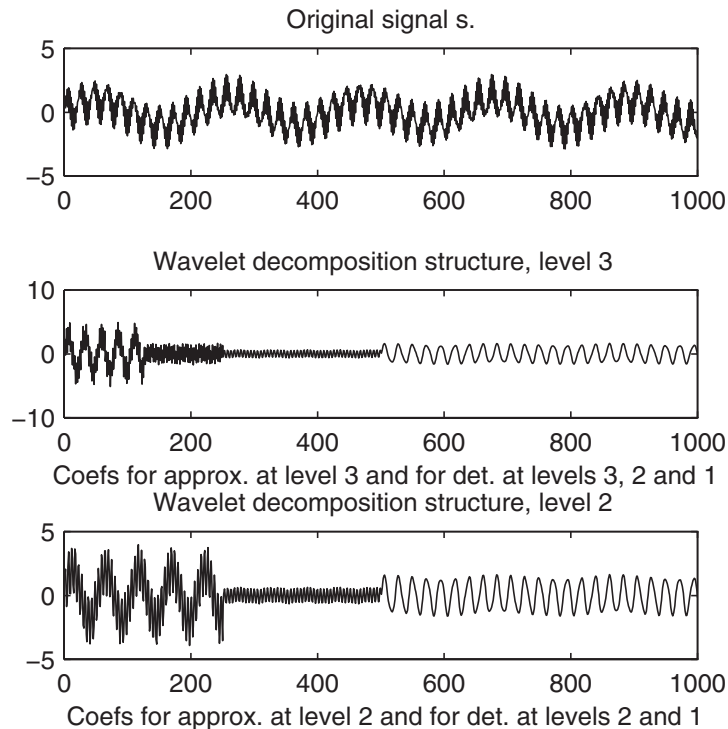 Original signal s.
5
0
−5
0 200 400 600 800 1000
Wavelet decomposition structure, level 3
10
0
−10
0 200 400 600 800 1000
Coefs for approx. at level 3 and for det. at levels 3, 2 and 1
Wavelet decomposition structure, level 2
5
0
−5
0 200 400 600 800 1000
Coefs for approx. at level 2 and for det. at levels 2 and 1